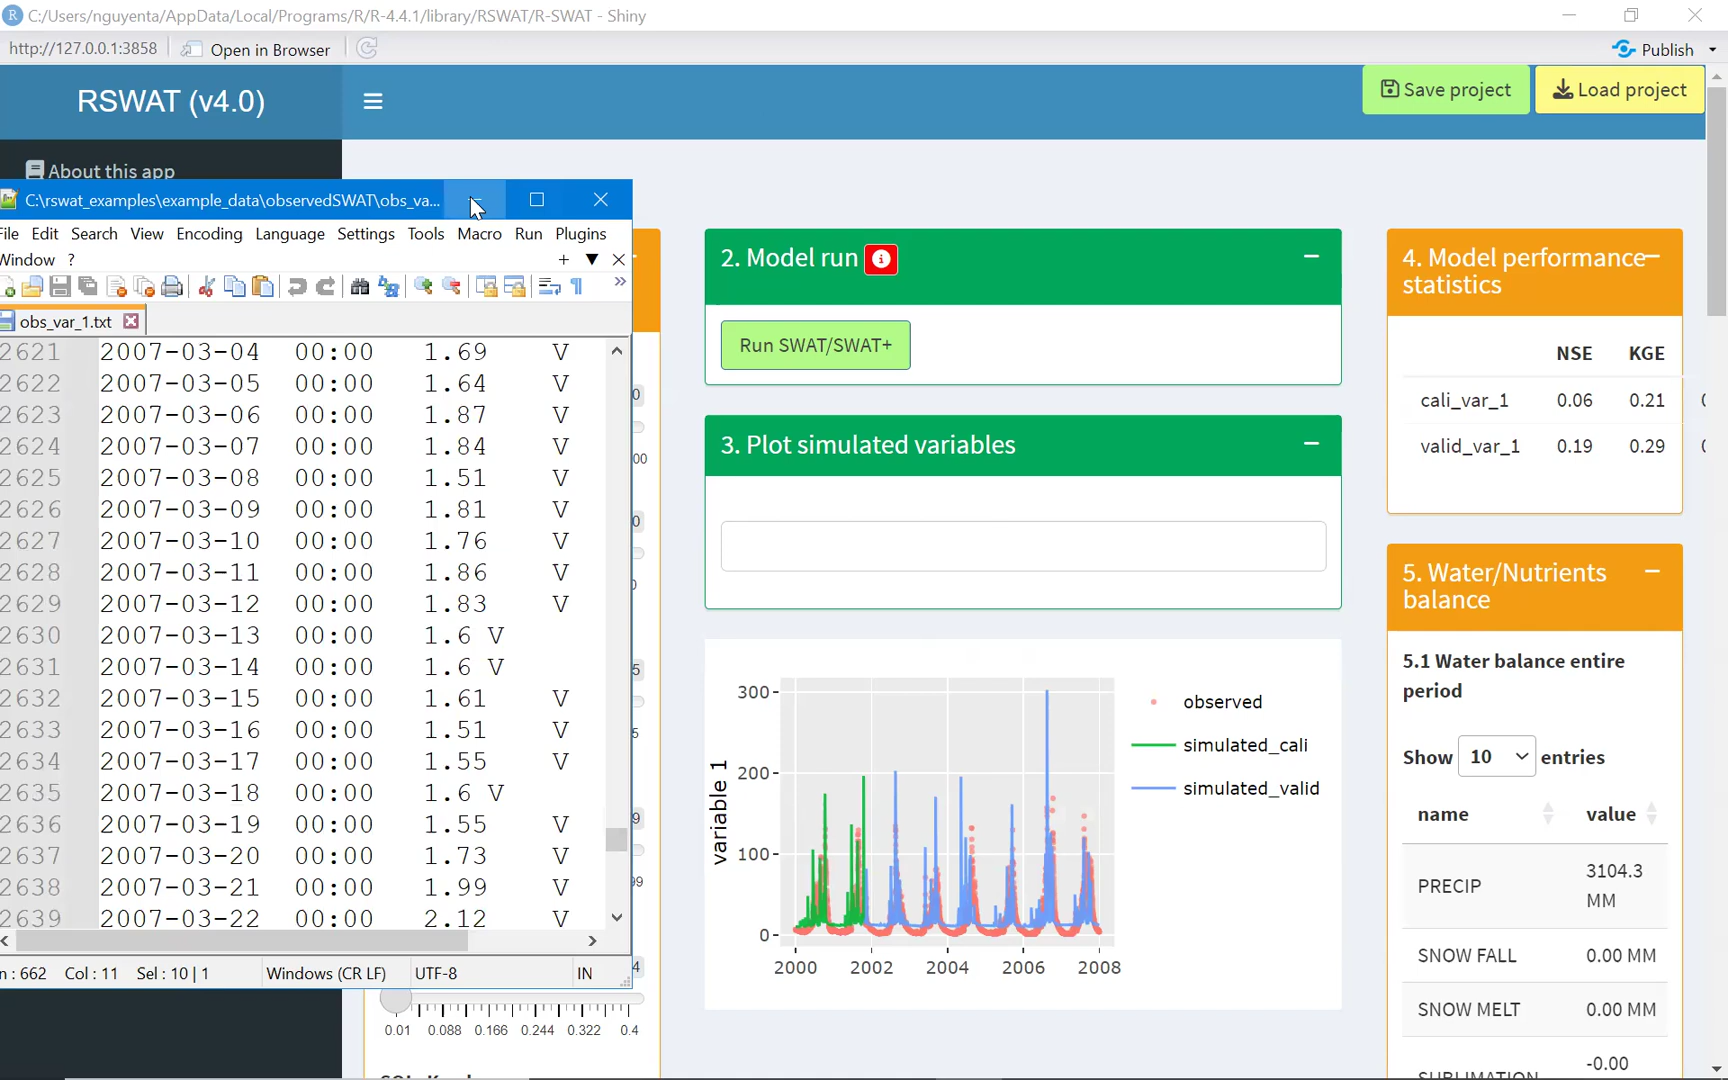 C:/Users/nguyenta/AppData/Local/Programs/R/R-4.4.1/library/RSWAT/R-SWAT - Shiny
http://127.0.0.1:3858 Open in Browser Publish
RSWAT (v4.0) Save project Load project
About this app
C:\rswat_examples\example_data\observedSWAT\obs_va...
File Edit Search View Encoding Language Settings Tools Macro Run Plugins
Window ?
obs_var_1.txt
2621 2007-03-04 00:00 1.69 V
2622 2007-03-05 00:00 1.64 V
2623 2007-03-06 00:00 1.87 V
2624 2007-03-07 00:00 1.84 V
2625 2007-03-08 00:00 1.51 V
2626 2007-03-09 00:00 1.81 V
2627 2007-03-10 00:00 1.76 V
2628 2007-03-11 00:00 1.86 V
2629 2007-03-12 00:00 1.83 V
2630 2007-03-13 00:00 1.6 V
2631 2007-03-14 00:00 1.6 V
2632 2007-03-15 00:00 1.61 V
2633 2007-03-16 00:00 1.51 V
2634 2007-03-17 00:00 1.55 V
2635 2007-03-18 00:00 1.6 V
2636 2007-03-19 00:00 1.55 V
2637 2007-03-20 00:00 1.73 V
2638 2007-03-21 00:00 1.99 V
2639 2007-03-22 00:00 2.12 V
n : 662 Col : 11 Sel : 10 | 1 Windows (CR LF) UTF-8 IN
0.01 0.088 0.166 0.244 0.322 0.4
2. Model run
Run SWAT/SWAT+
3. Plot simulated variables
variable 1
300
200
100
0
2000 2002 2004 2006 2008
observed
simulated_cali
simulated_valid
4. Model performance
statistics
NSE KGE
cali_var_1 0.06 0.21
valid_var_1 0.19 0.29
5. Water/Nutrients
balance
5.1 Water balance entire
period
Show 10 entries
name value
PRECIP 3104.3
MM
SNOW FALL 0.00 MM
SNOW MELT 0.00 MM
SUBLIMATION -0.00